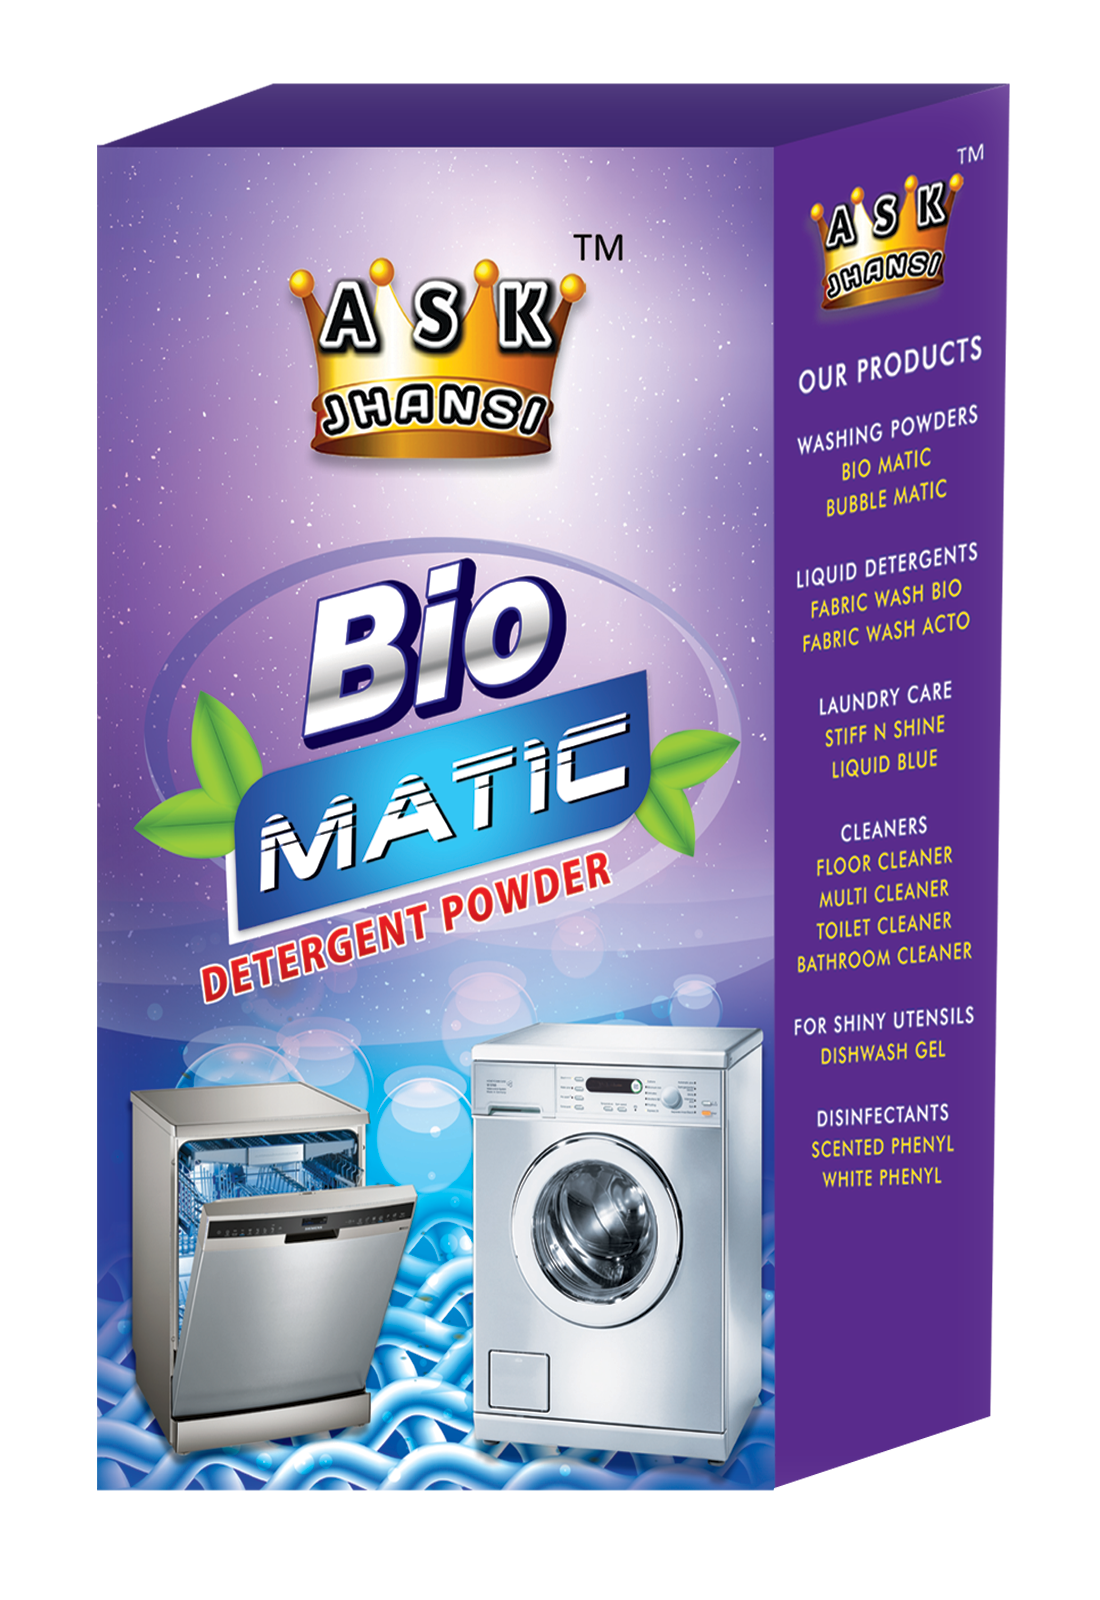 TM
ASK
JHANSI
Bio
MATIC
DETERGENT POWDER
TM
ASK
JHANSI
OUR PRODUCTS
WASHING POWDERS
BIO MATIC
BUBBLE MATIC
LIQUID DETERGENTS
FABRIC WASH BIO
FABRIC WASH ACTO
LAUNDRY CARE
STIFF N SHINE
LIQUID BLUE
CLEANERS
FLOOR CLEANER
MULTI CLEANER
TOILET CLEANER
BATHROOM CLEANER
FOR SHINY UTENSILS
DISHWASH GEL
DISINFECTANTS
SCENTED PHENYL
WHITE PHENYL